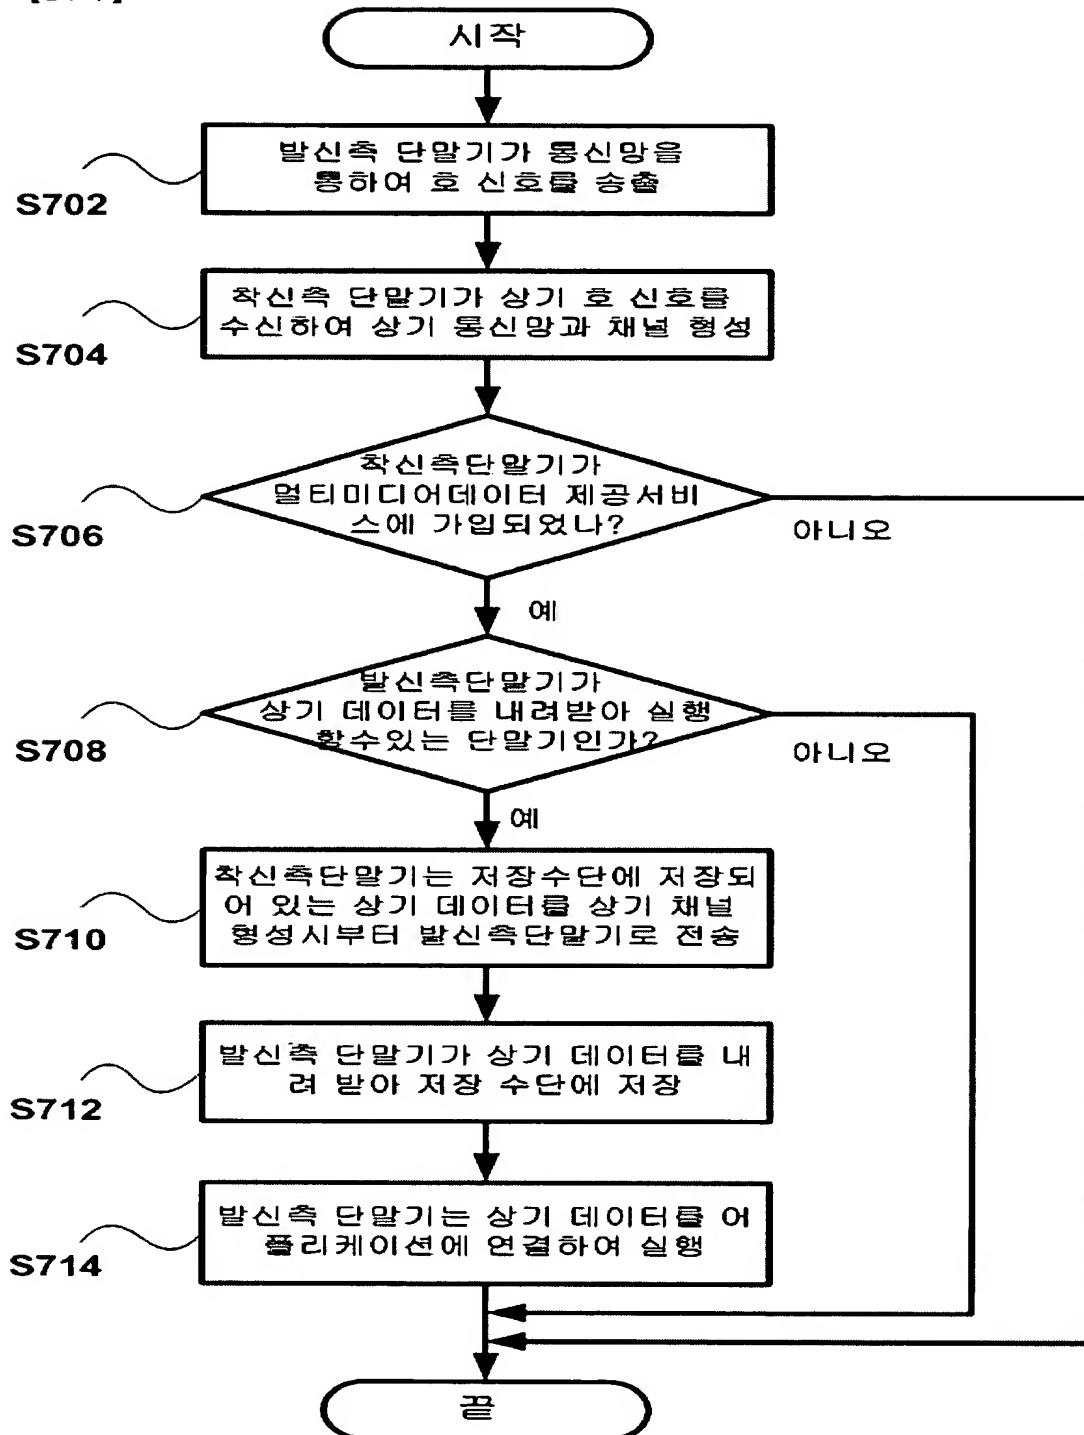 시작
발신측 단말기가 통신망을
통하여 호 신호를 송출
S702
착신측 단말기가 상기 호 신호를
수신하여 상기 통신망과 채널 형성
S704
착신측단말기가
멀티미디어데이터 제공서비
스에 가입되었나?
S706
아니오
예
발신측단말기가
상기 데이터를 내려받아 실행
할수있는 단말기인가?
S708
아니오
예
착신측단말기는 저장수단에 저장되
어 있는 상기 데이터를 상기 채널
형성시부터 발신측단말기로 전송
S710
발신측 단말기가 상기 데이터를 내
려 받아 저장 수단에 저장
S712
발신측 단말기는 상기 데이터를 어
플리케이션에 연결하여 실행
S714
끝